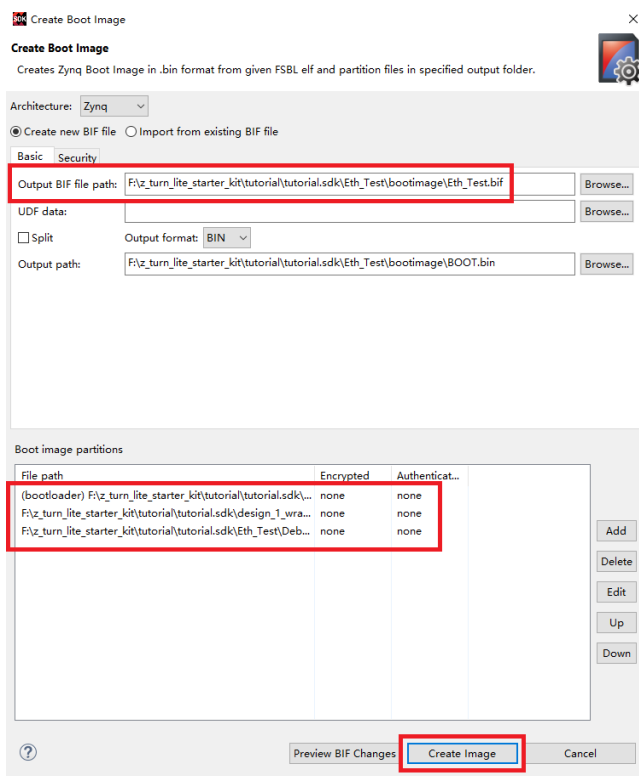 SDK Create Boot Image
Create Boot Image
Creates Zynq Boot Image in .bin format from given FSBL elf and partition files in specified output folder.
Architecture: Zynq
Create new BIF file Import from existing BIF file
Basic Security
Output BIF file path: F:\z_turn_lite_starter_kit\tutorial\tutorial.sdk\Eth_Test\bootimage\Eth_Test.bif Browse...
UDF data: Browse...
Split Output format: BIN
Output path: F:\z_turn_lite_starter_kit\tutorial\tutorial.sdk\Eth_Test\bootimage\BOOT.bin Browse...
Boot image partitions
File path Encrypted Authenticat...
(bootloader) F:\z_turn_lite_starter_kit\tutorial\tutorial.sdk\... none none
F:\z_turn_lite_starter_kit\tutorial\tutorial.sdk\design_1_wra... none none
F:\z_turn_lite_starter_kit\tutorial\tutorial.sdk\Eth_Test\Deb... none none
Add
Delete
Edit
Up
Down
? Preview BIF Changes Create Image Cancel